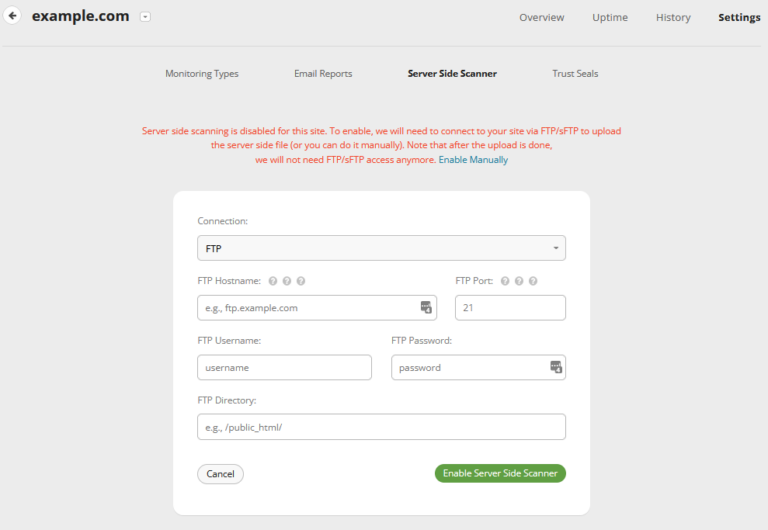 example.com
Overview Uptime History Settings
Monitoring Types Email Reports Server Side Scanner Trust Seals
Server side scanning is disabled for this site. To enable, we will need to connect to your site via FTP/sFTP to upload
the server side file (or you can do it manually). Note that after the upload is done,
we will not need FTP/sFTP access anymore. Enable Manually
Connection:
FTP
FTP Hostname: ? ? ? FTP Port: ? ? ?
e.g., ftp.example.com 21
FTP Username: FTP Password:
username password
FTP Directory:
e.g., /public_html/
Cancel Enable Server Side Scanner